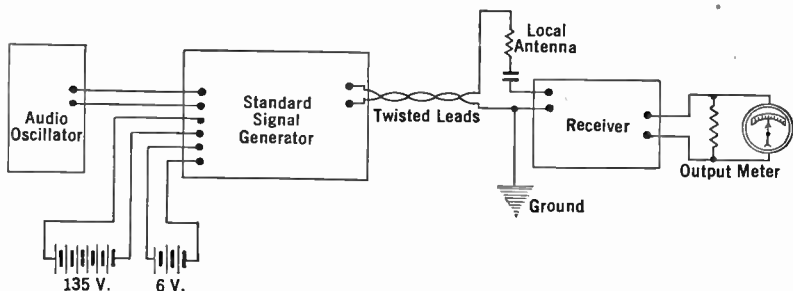 Audio
Oscillator
Standard
Signal
Generator
Twisted Leads
Local
Antenna
Receiver
Output Meter
Ground
135 V.
6 V.